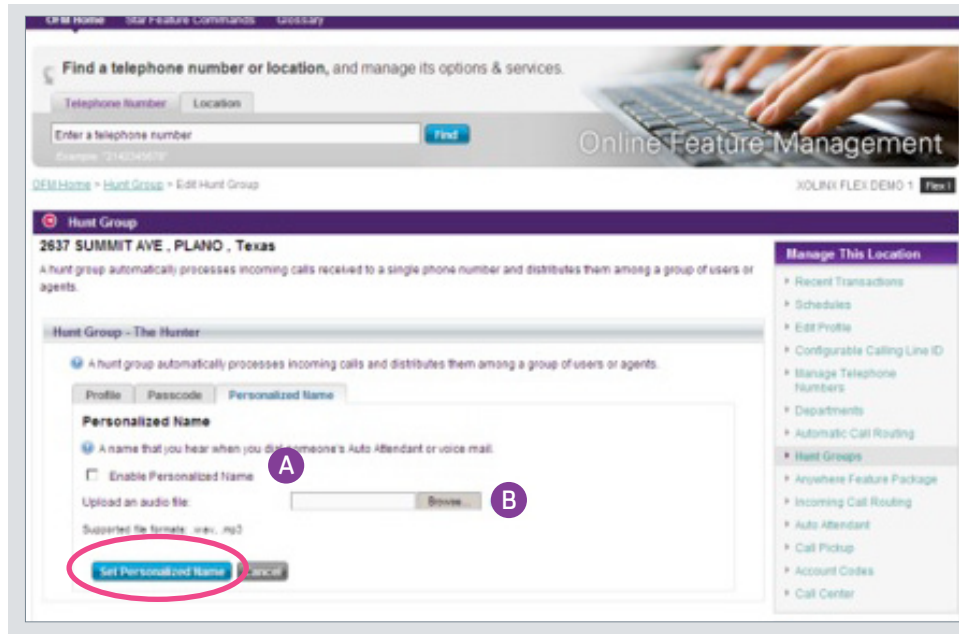 OFM Home Star Feature Commands Glossary
Find a telephone number or location, and manage its options & services.
Telephone Number Location
Enter a telephone number Find
Example "2142345678"
Online Feature Management
OFM Home > Hunt Group > Edit Hunt Group XOLINX FLEX DEMO 1 Flex I
Hunt Group
2637 SUMMIT AVE , PLANO , Texas
A hunt group automatically processes incoming calls received to a single phone number and distributes them among a group of users or
agents.
Hunt Group - The Hunter
A hunt group automatically processes incoming calls and distributes them among a group of users or agents.
Profile Passcode Personalized Name
Personalized Name
A name that you hear when you dial someone's Auto Attendant or voice mail.
A
Enable Personalized Name
Upload an audio file: Browse... B
Supported file formats: .wav, .mp3
Set Personalized Name Cancel
Manage This Location
Recent Transactions
Schedules
Edit Profile
Configurable Calling Line ID
Manage Telephone
Numbers
Departments
Automatic Call Routing
Hunt Groups
Anywhere Feature Package
Incoming Call Routing
Auto Attendant
Call Pickup
Account Codes
Call Center